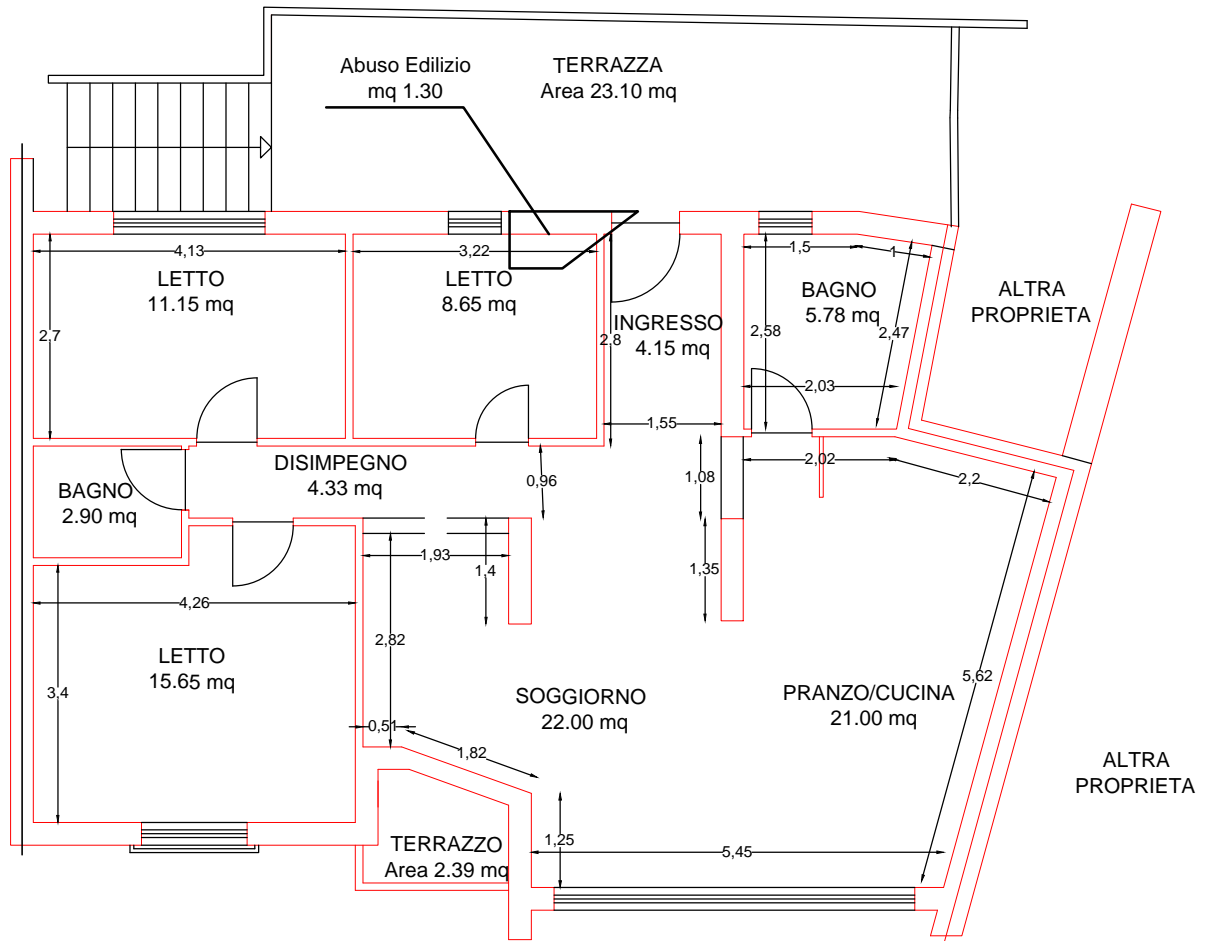 Abuso Edilizio
mq 1.30
TERRAZZA
Area 23.10 mq
4,13
LETTO
11.15 mq
2,7
3,22
LETTO
8.65 mq
2,8
INGRESSO
4.15 mq
1,55
1,5
1
BAGNO
5.78 mq
2,58
2,47
2,03
ALTRA
PROPRIETA
DISIMPEGNO
4.33 mq
0,96
1,08
2,02
2,2
BAGNO
2.90 mq
1,93
1,4
1,35
4,26
2,82
LETTO
15.65 mq
3,4
0,51
1,82
SOGGIORNO
22.00 mq
PRANZO/CUCINA
21.00 mq
5,62
ALTRA
PROPRIETA
TERRAZZO
Area 2.39 mq
1,25
5,45